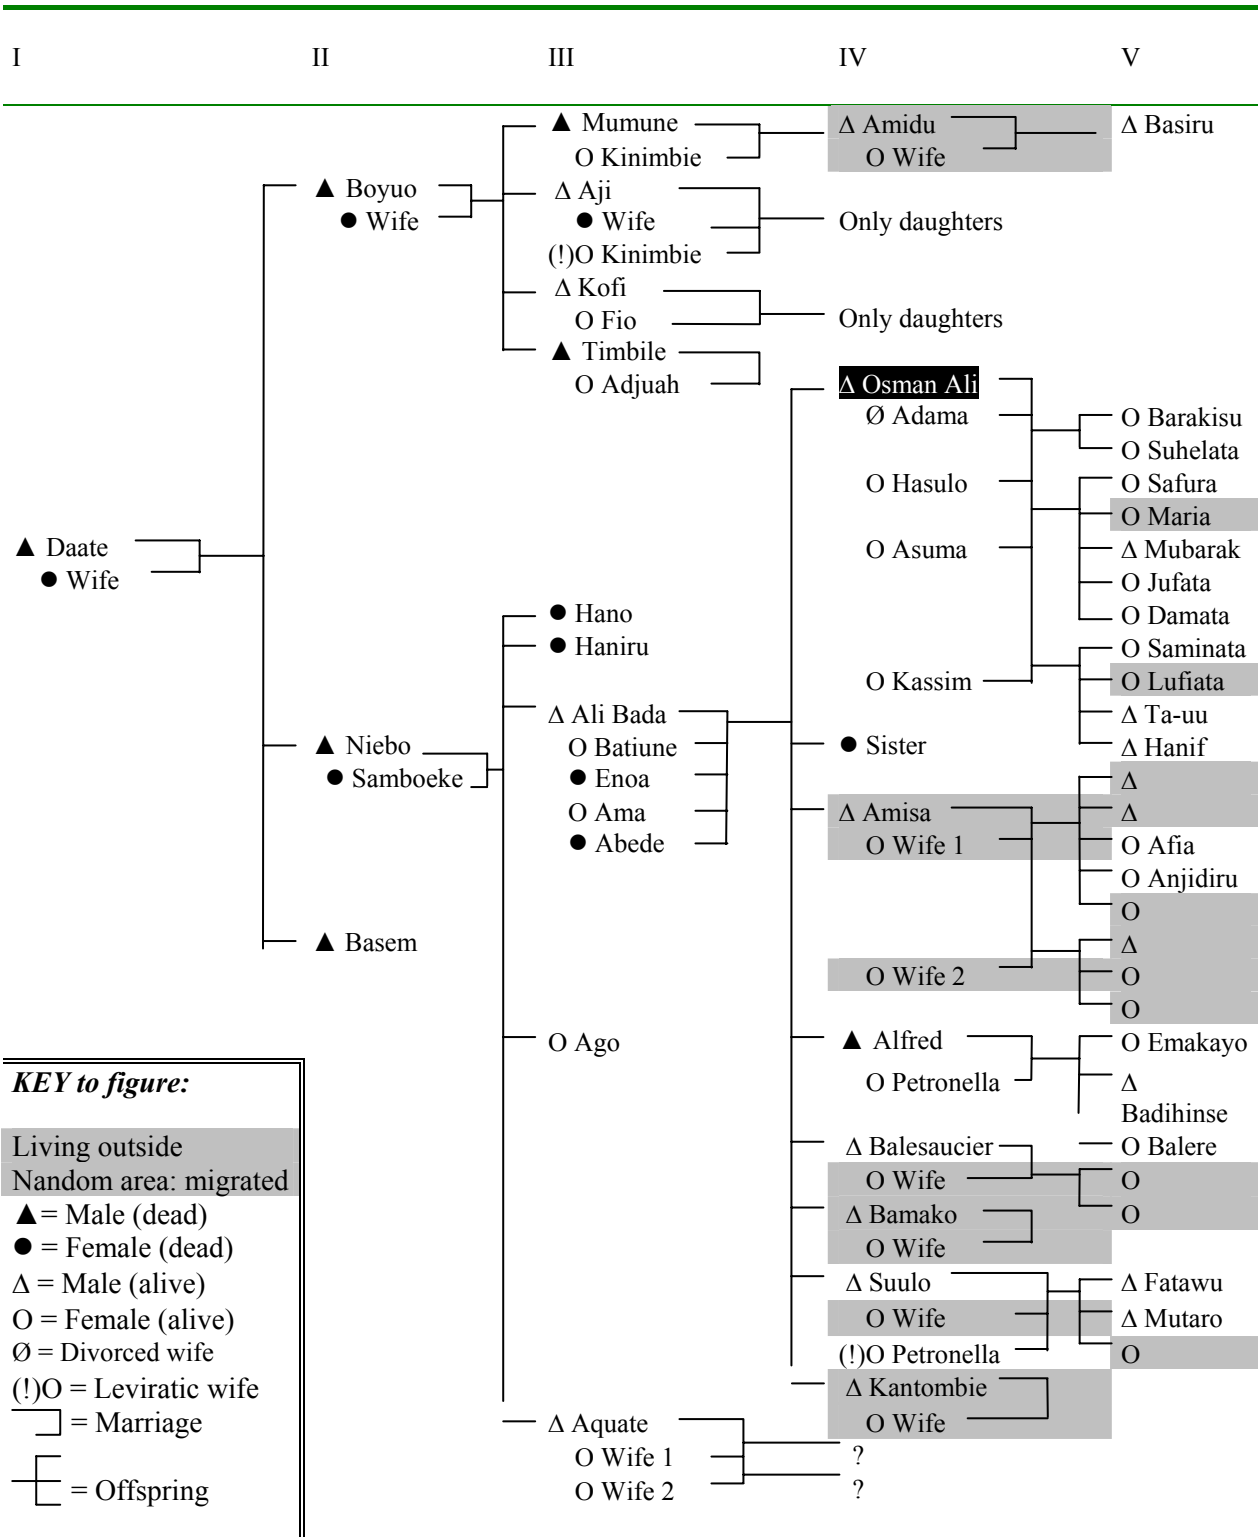 I II III IV V
▲ Mumune Δ Amidu Δ Basiru
O Kinimbie O Wife
▲ Boyuo Δ Aji
● Wife ● Wife Only daughters
(!)O Kinimbie
Δ Kofi
O Fio Only daughters
▲ Timbile
O Adjuah Δ Osman Ali
Ø Adama O Barakisu
O Suhelata
O Hasulo O Safura
O Maria
▲ Daate O Asuma Δ Mubarak
● Wife O Jufata
● Hano O Damata
● Haniru O Saminata
O Kassim O Lufiata
Δ Ali Bada Δ Ta-uu
▲ Niebo O Batiune ● Sister Δ Hanif
● Samboeke ● Enoa Δ
O Ama Δ Amisa Δ
● Abede O Wife 1 O Afia
O Anjidiru
O
▲ Basem Δ
O Wife 2 O
O
O Ago ▲ Alfred O Emakayo
O Petronella Δ
Badihinse
Δ Balesaucier O Balere
O Wife O
Δ Bamako O
O Wife
Δ Suulo Δ Fatawu
O Wife Δ Mutaro
(!)O Petronella O
Δ Kantombie
Δ Aquate O Wife
O Wife 1 ?
O Wife 2 ?
KEY to figure:
Living outside
Nandom area: migrated
▲= Male (dead)
● = Female (dead)
Δ = Male (alive)
O = Female (alive)
Ø = Divorced wife
(!)O = Leviratic wife
= Marriage
= Offspring